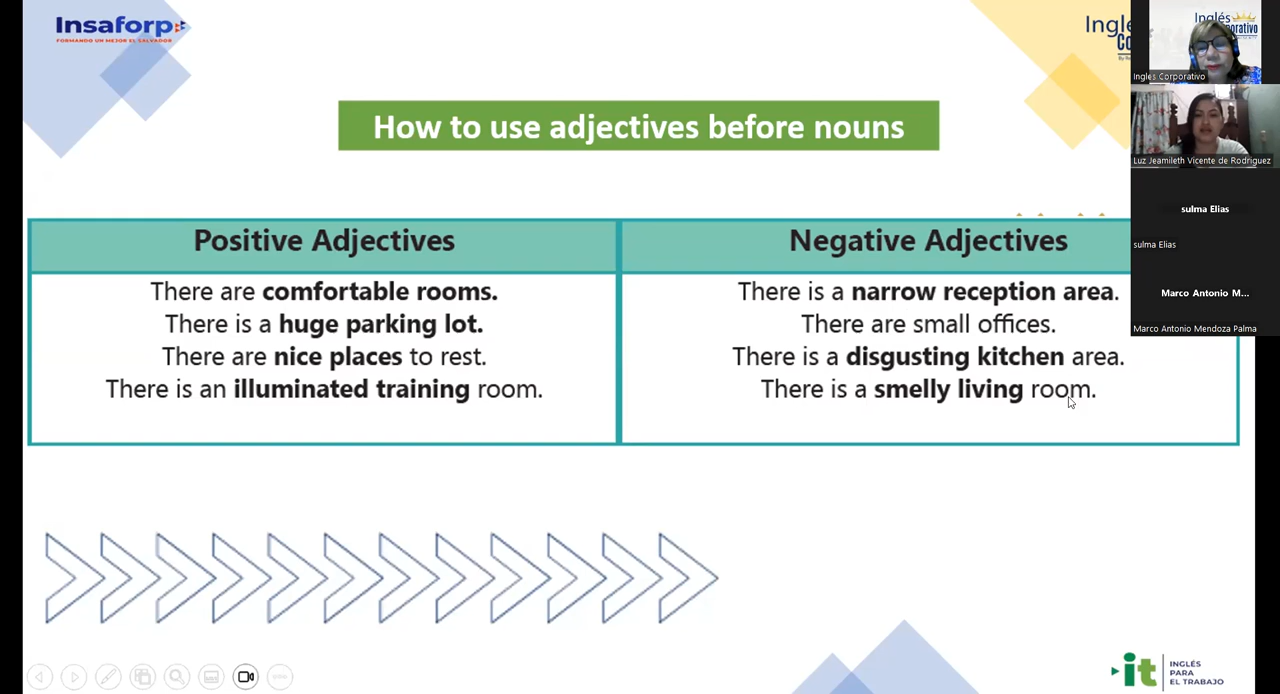 Insaforp
FORMANDO UN MEJOR EL SALVADOR
Inglés
Corporativo
Ingles Corporativo
Luz Jeamileth Vicente de Rodriguez
sulma Elias
sulma Elias
Marco Antonio M...
Marco Antonio Mendoza Palma
How to use adjectives before nouns
Positive Adjectives
There are comfortable rooms.
There is a huge parking lot.
There are nice places to rest.
There is an illuminated training room.
Negative Adjectives
There is a narrow reception area.
There are small offices.
There is a disgusting kitchen area.
There is a smelly living room.
it
INGLÉS
PARA
EL TRABAJO